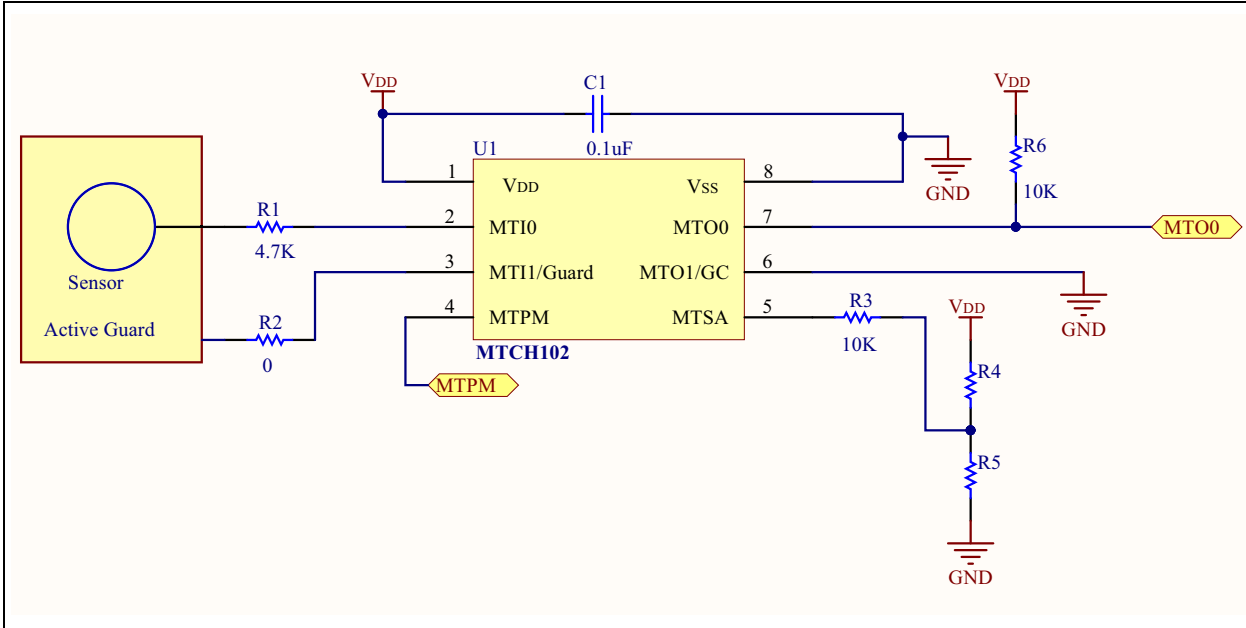 VDD
C1
0.1uF
VDD
R6
10K
GND
U1
1
VDD
VSS
8
2
MTI0
MTO0
7
MTO0
3
MTI1/Guard
MTO1/GC
6
GND
4
MTPM
MTSA
5
MTCH102
MTPM
R1
4.7K
Sensor
Active Guard
R2
0
R3
10K
VDD
R4
R5
GND